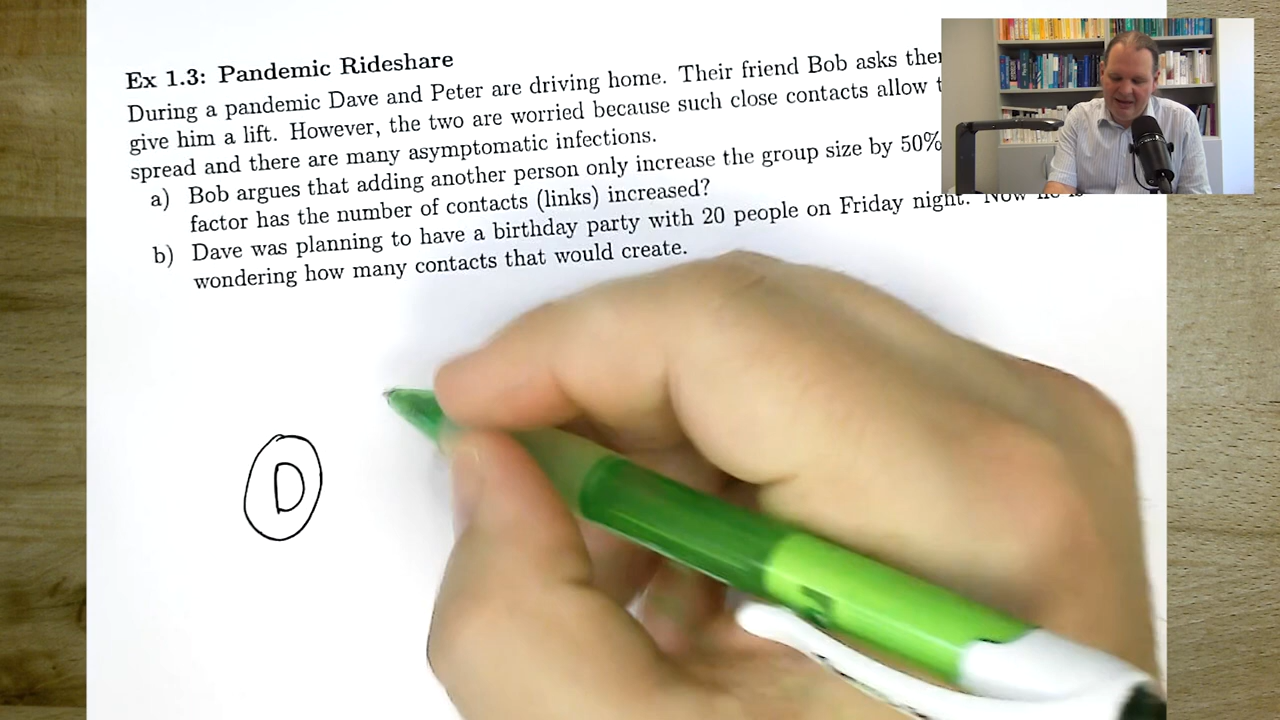 Ex 1.3: Pandemic Rideshare
During a pandemic Dave and Peter are driving home. Their friend Bob asks
give him a lift. However, the two are worried because such close contacts allow
spread and there are many asymptomatic infections.
a) Bob argues that adding another person only increase the group size by 50%
factor has the number of contacts (links) increased?
b) Dave was planning to have a birthday party with 20 people on Friday night. Now he is
wondering how many contacts that would create.
D